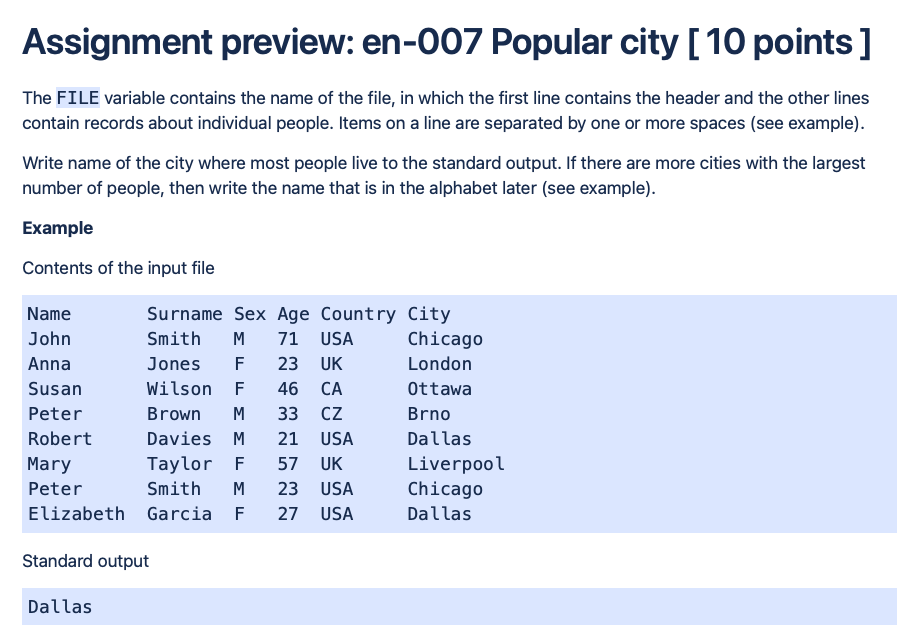 Assignment preview: en-007 Popular city [ 10 points ]
The FILE variable contains the name of the file, in which the first line contains the header and the other lines
contain records about individual people. Items on a line are separated by one or more spaces (see example).
Write name of the city where most people live to the standard output. If there are more cities with the largest
number of people, then write the name that is in the alphabet later (see example).
Example
Contents of the input file
Name       Surname Sex Age Country City
John       Smith   M   71  USA     Chicago
Anna       Jones   F   23  UK      London
Susan      Wilson  F   46  CA      Ottawa
Peter      Brown   M   33  CZ      Brno
Robert     Davies  M   21  USA     Dallas
Mary       Taylor  F   57  UK      Liverpool
Peter      Smith   M   23  USA     Chicago
Elizabeth  Garcia  F   27  USA     Dallas
Standard output
Dallas